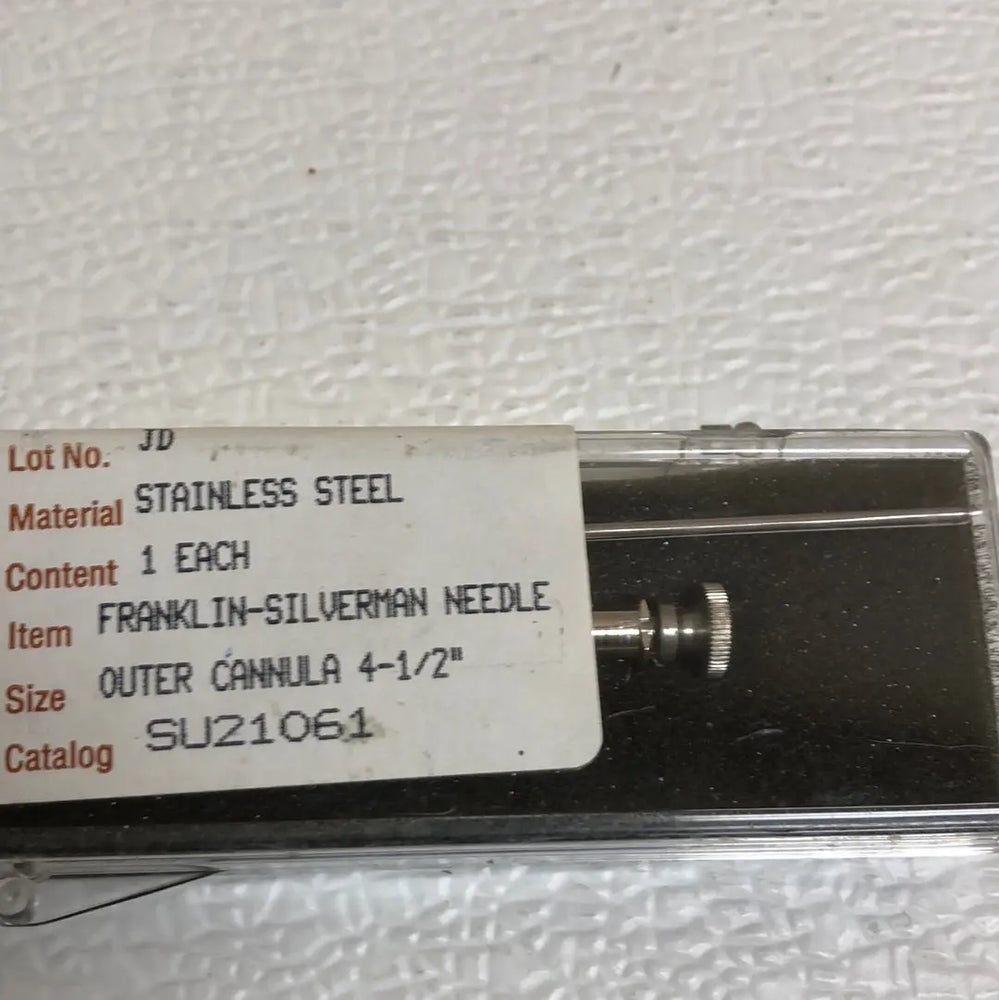 Lot No. JD
Material STAINLESS STEEL
Content 1 EACH
Item FRANKLIN-SILVERMAN NEEDLE
Size OUTER CANNULA 4-1/2"
Catalog SU21061